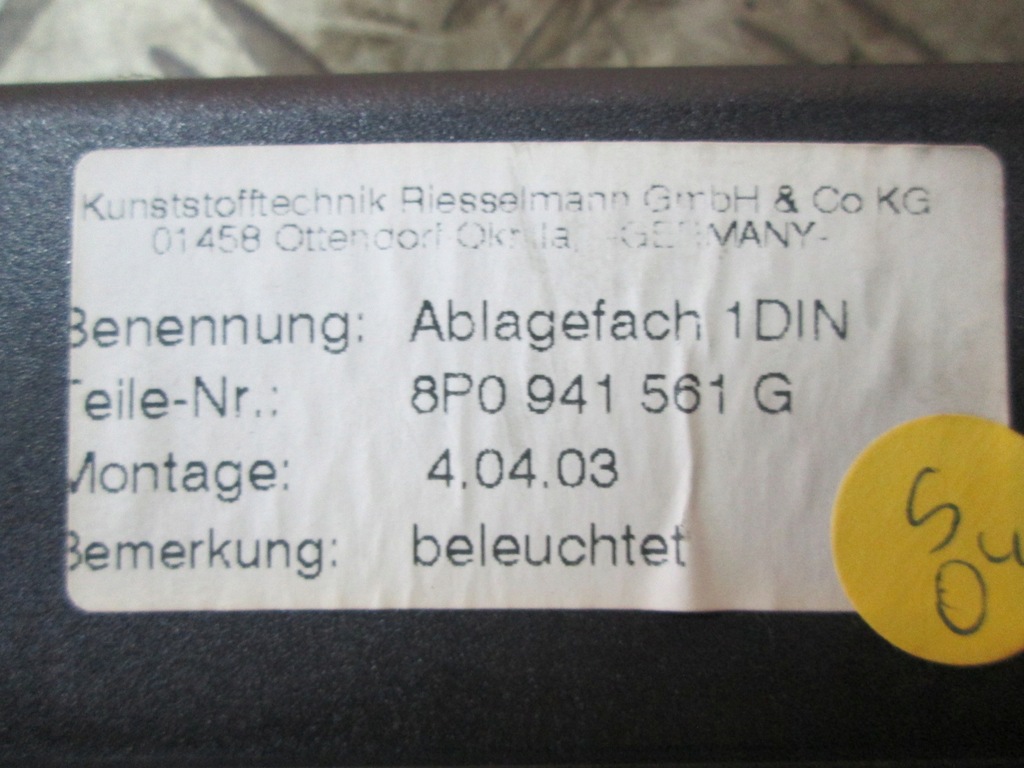 Kunststofftechnik Riesselmann GmbH & Co KG
01458 Ottendorf -GERMANY-
Benennung: Ablagefach 1DIN
Teile-Nr.: 8P0 941 561 G
Montage: 4.04.03
Bemerkung: beleuchtet